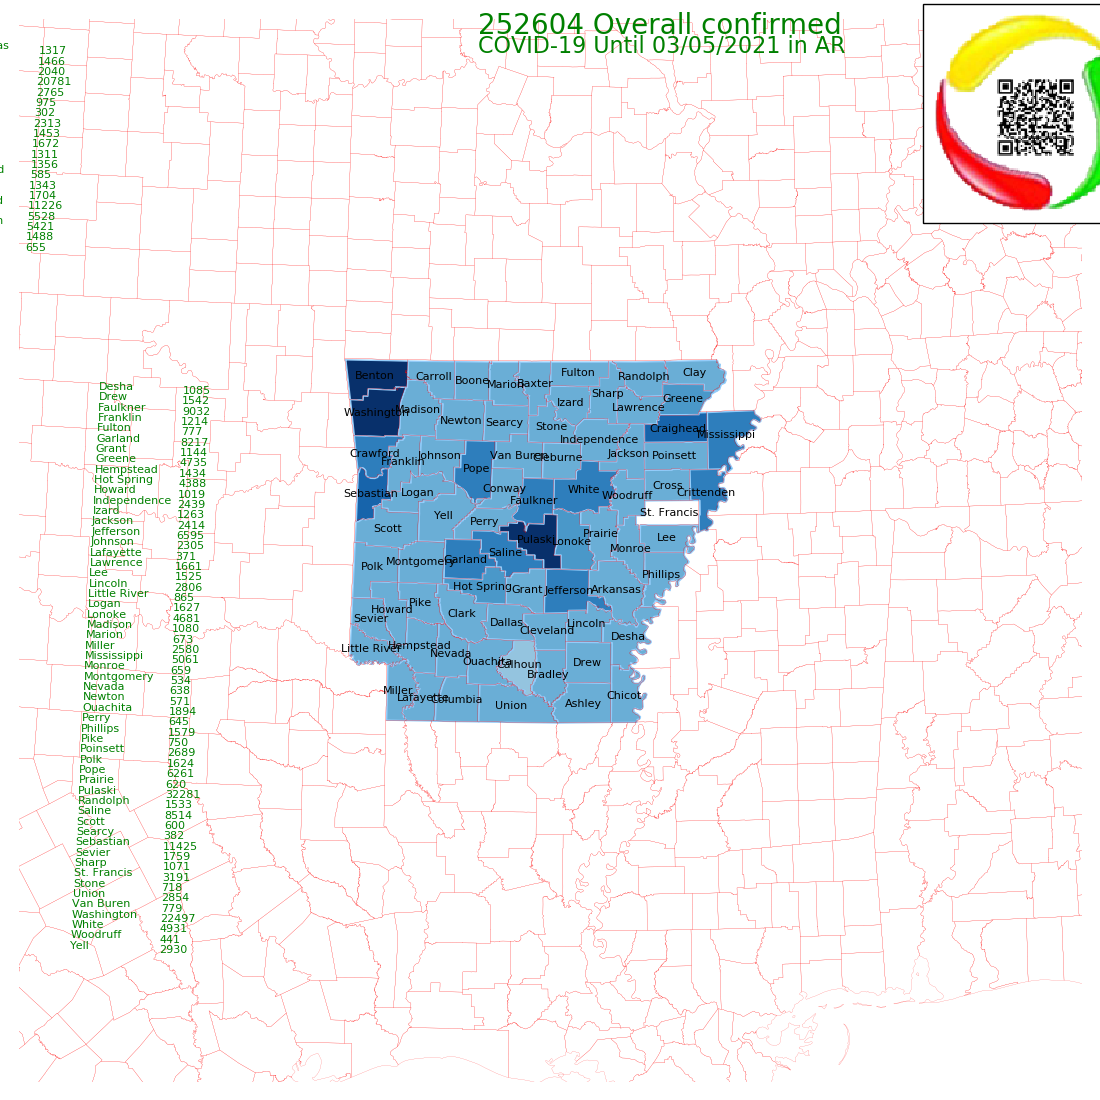 252604 Overall confirmed
COVID-19 Until 03/05/2021 in AR
as 1317
1466
2040
20781
2765
975
302
2313
1453
1672
1311
1356
d 585
1343
1704
d 11226
5528
n 5421
1488
655
Desha 1085
Drew 1542
Faulkner 9032
Franklin 1214
Fulton 777
Garland 8217
Grant 1144
Greene 4735
Hempstead 1434
Hot Spring 4388
Howard 1019
Independence 2439
Izard 1263
Jackson 2414
Jefferson 6595
Johnson 2305
Lafayette 371
Lawrence 1661
Lee 1525
Lincoln 2806
Little River 865
Logan 1627
Lonoke 4681
Madison 1080
Marion 673
Miller 2580
Mississippi 5061
Monroe 659
Montgomery 534
Nevada 638
Newton 571
Ouachita 1894
Perry 645
Phillips 1579
Pike 750
Poinsett 2689
Polk 1624
Pope 6261
Prairie 620
Pulaski 32281
Randolph 1533
Saline 8514
Scott 600
Searcy 382
Sebastian 11425
Sevier 1759
Sharp 1071
St. Francis 3191
Stone 718
Union 2854
Van Buren 779
Washington 22497
White 4931
Woodruff 441
Yell 2930
Benton Carroll Boone Marion Baxter Fulton Randolph Clay
Washington Madison Izard Sharp Lawrence Greene
Newton Searcy Stone Independence Craighead Mississippi
Crawford Franklin Johnson Van Buren Cleburne Jackson Poinsett
Sebastian Logan Pope Conway Faulkner White Woodruff Cross Crittenden
Scott Yell Perry Pulaski Lonoke Prairie St. Francis Lee
Polk Montgomery Garland Saline Monroe Phillips
Hot Spring Grant Jefferson Arkansas
Sevier Howard Pike Clark Dallas Cleveland Lincoln Desha
Little River Hempstead Nevada Ouachita Calhoun Bradley Drew
Miller Lafayette Columbia Union Ashley Chicot